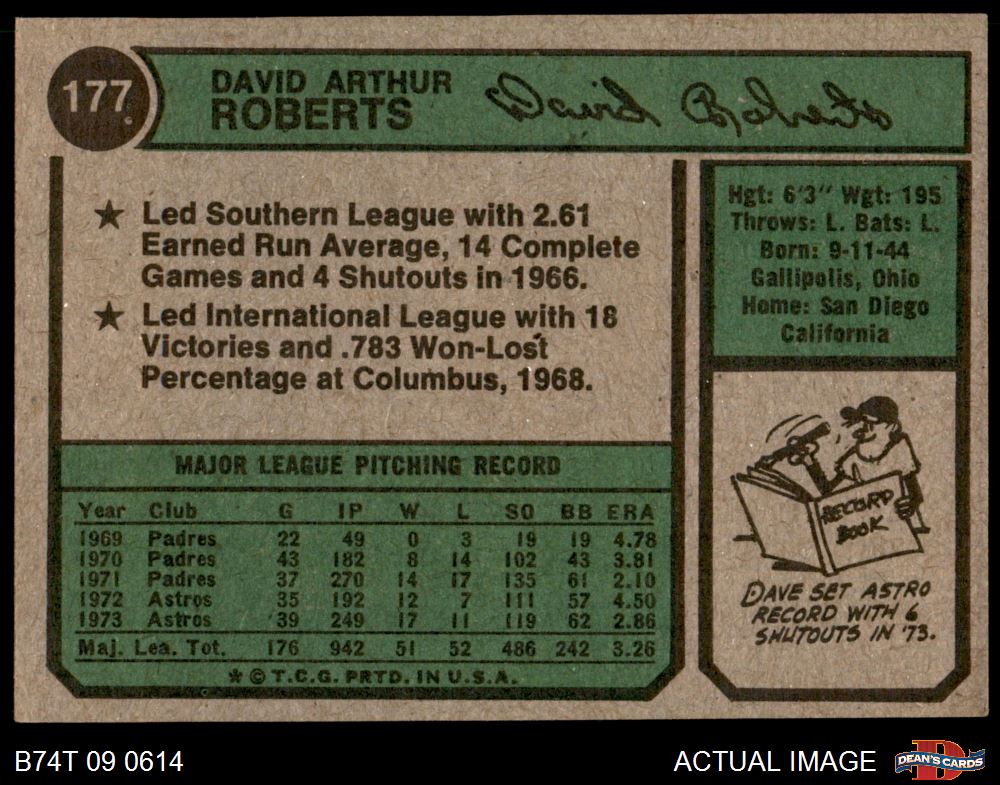 177
DAVID ARTHUR
ROBERTS
David Roberts
★ Led Southern League with 2.61
Earned Run Average, 14 Complete
Games and 4 Shutouts in 1966.
★ Led International League with 18
Victories and .783 Won-Lost
Percentage at Columbus, 1968.
Hgt: 6'3" Wgt: 195
Throws: L. Bats: L.
Born: 9-11-44
Gallipolis, Ohio
Home: San Diego
California
MAJOR LEAGUE PITCHING RECORD
Year Club G IP W L SO BB ERA
1969 Padres 22 49 0 3 19 19 4.78
1970 Padres 43 182 8 14 102 43 3.81
1971 Padres 37 270 14 17 135 61 2.10
1972 Astros 35 192 12 7 111 57 4.50
1973 Astros 39 249 17 11 119 62 2.86
Maj. Lea. Tot. 176 942 51 52 486 242 3.26
* © T.C.G. PRTD. IN U.S.A.
RECORD
BOOK
DAVE SET ASTRO
RECORD WITH 6
SHUTOUTS IN '73.
B74T 09 0614
ACTUAL IMAGE
DEAN'S CARDS